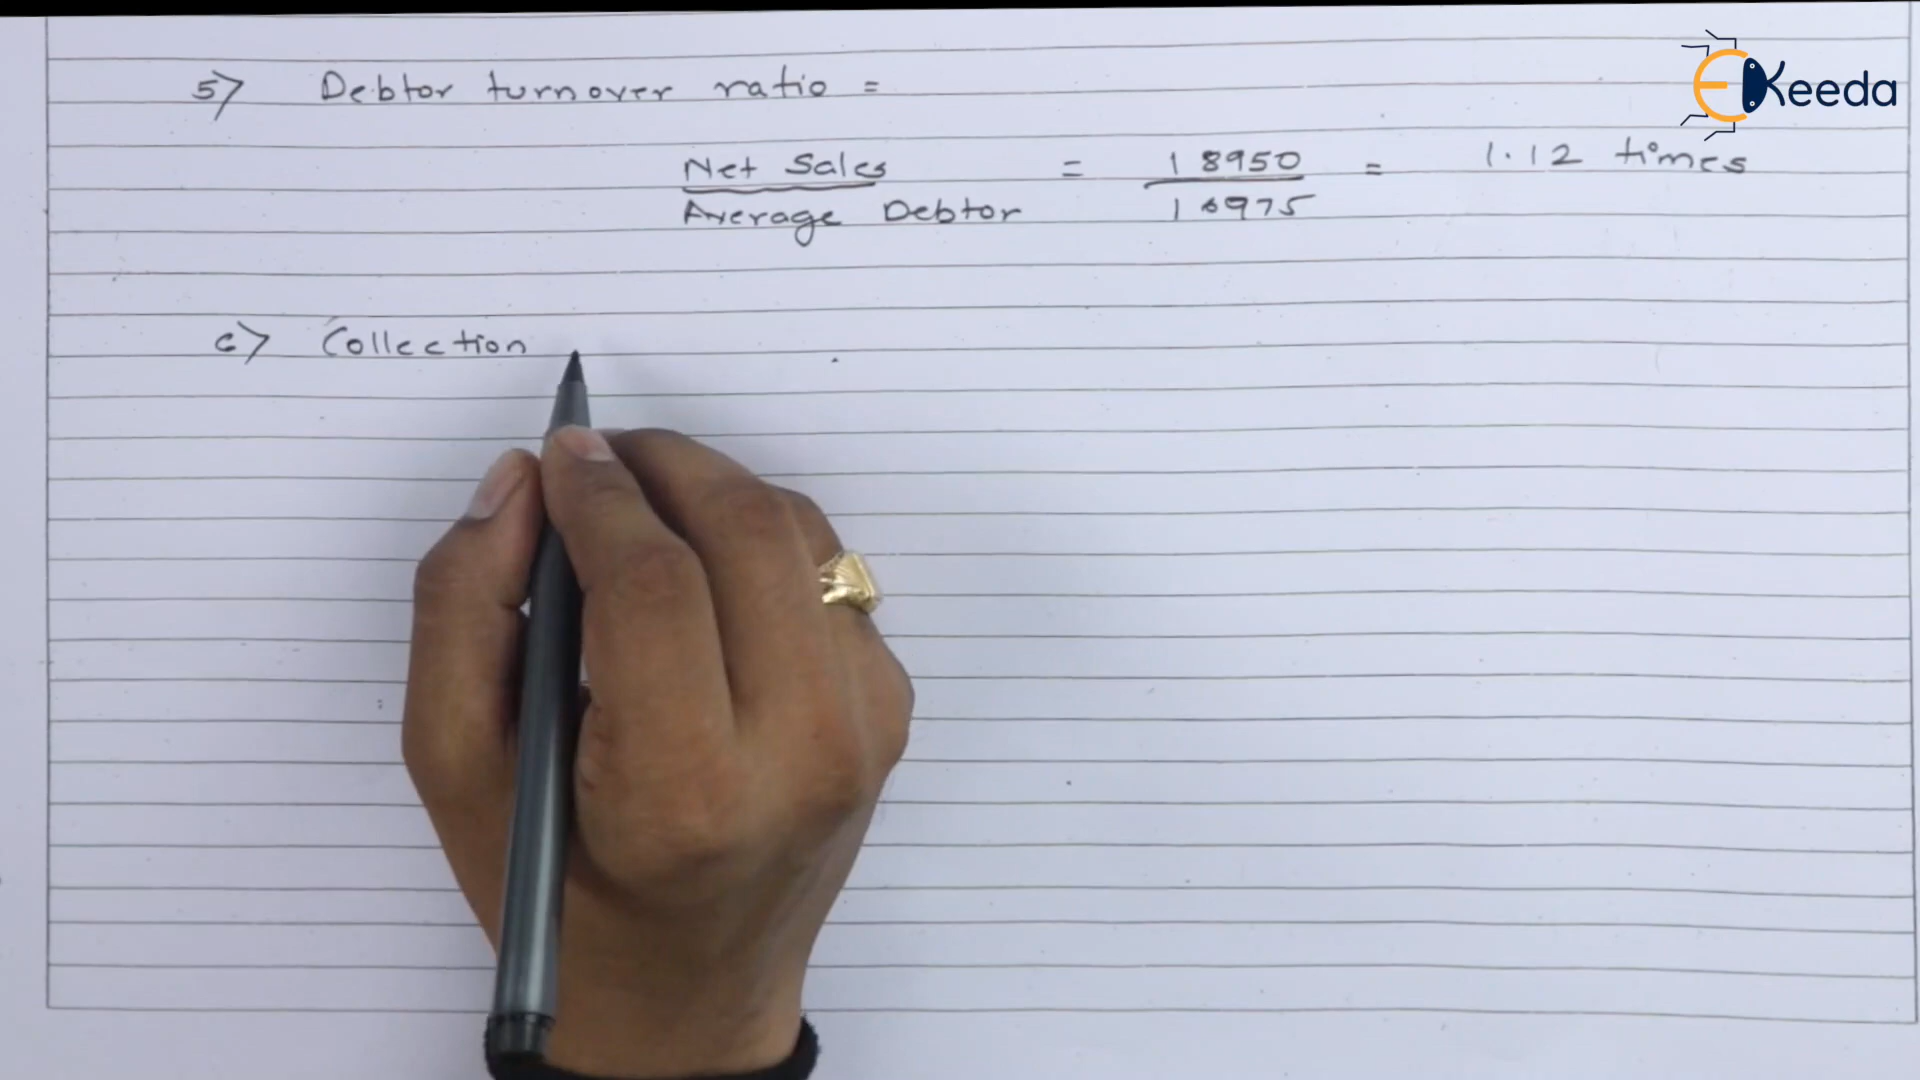 EKeeda
5) Debtor turnover ratio =
Net Sales = 18950 = 1.12 times
Average Debtor 16975
6) Collection